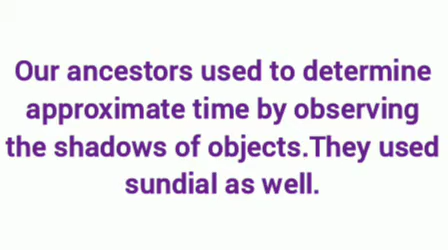 Our ancestors used to determine
approximate time by observing
the shadows of objects.They used
sundial as well.